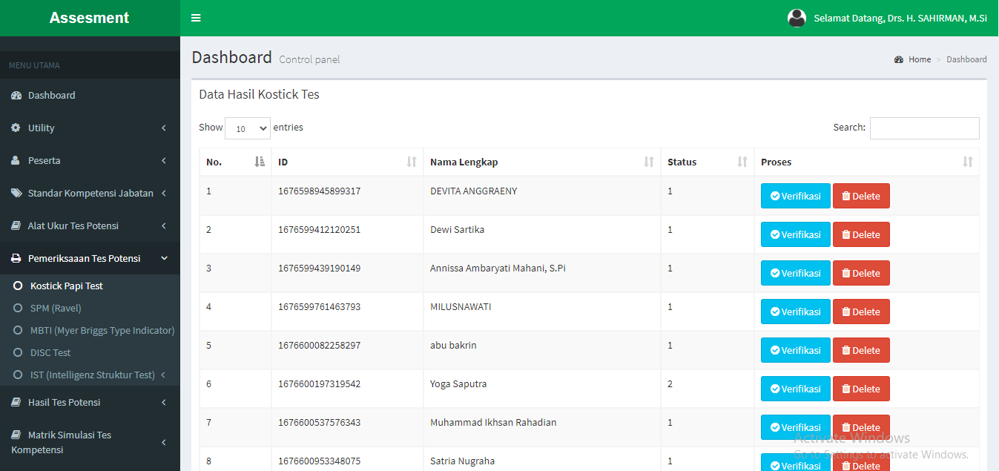 Assesment
Selamat Datang, Drs. H. SAHIRMAN, M.Si
MENU UTAMA
Dashboard
Utility
Peserta
Standar Kompetensi Jabatan
Alat Ukur Tes Potensi
Pemeriksaaan Tes Potensi
Kostick Papi Test
SPM (Ravel)
MBTI (Myer Briggs Type Indicator)
DISC Test
IST (Intelligenz Struktur Test)
Hasil Tes Potensi
Matrik Simulasi Tes
Kompetensi
Dashboard Control panel
Home > Dashboard
Data Hasil Kostick Tes
Show 10 entries
Search:
No. ID Nama Lengkap Status Proses
1 1676598945899317 DEVITA ANGGRAENY 1 Verifikasi Delete
2 1676599412120251 Dewi Sartika 1 Verifikasi Delete
3 1676599439190149 Annissa Ambaryati Mahani, S.Pi 1 Verifikasi Delete
4 1676599761463793 MILUSNAWATI 1 Verifikasi Delete
5 1676600082258297 abu bakrin 1 Verifikasi Delete
6 1676600197319542 Yoga Saputra 2 Verifikasi Delete
7 1676600537576343 Muhammad Ikhsan Rahadian 1 Verifikasi Delete
8 1676600953348075 Satria Nugraha 1 Verifikasi Delete
Activate Windows
Go to Settings to activate Windows.